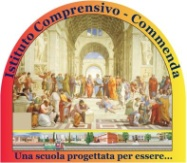 Istituto Comprensivo - Commenda
Una scuola progettata per essere...